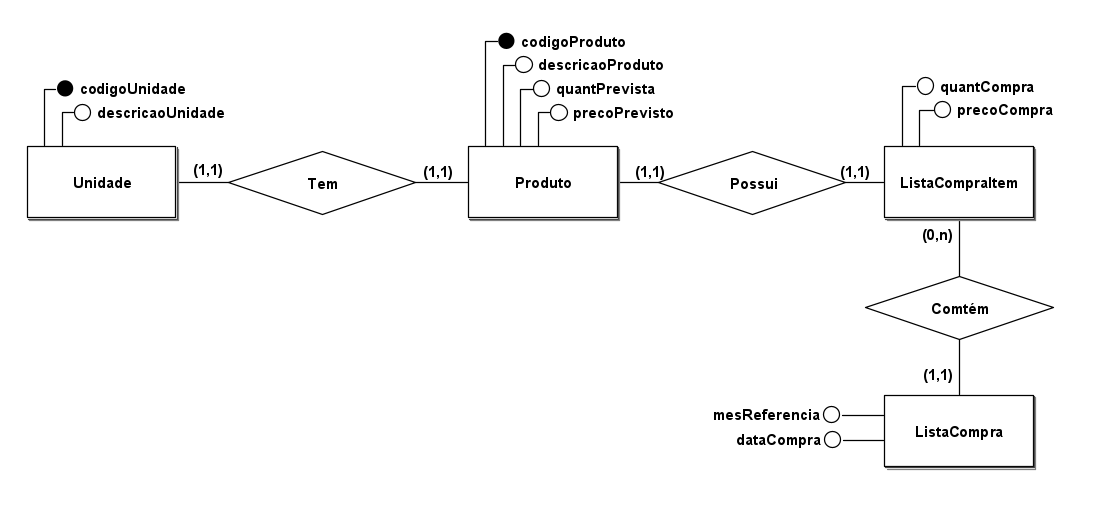 codigoProduto
descricaoProduto
quantPrevista
precoPrevisto
codigoUnidade
descricaoUnidade
quantCompra
precoCompra
Unidade
(1,1)
Tem
(1,1)
Produto
(1,1)
Possui
(1,1)
ListaCompraItem
(0,n)
Comtém
(1,1)
mesReferencia
dataCompra
ListaCompra